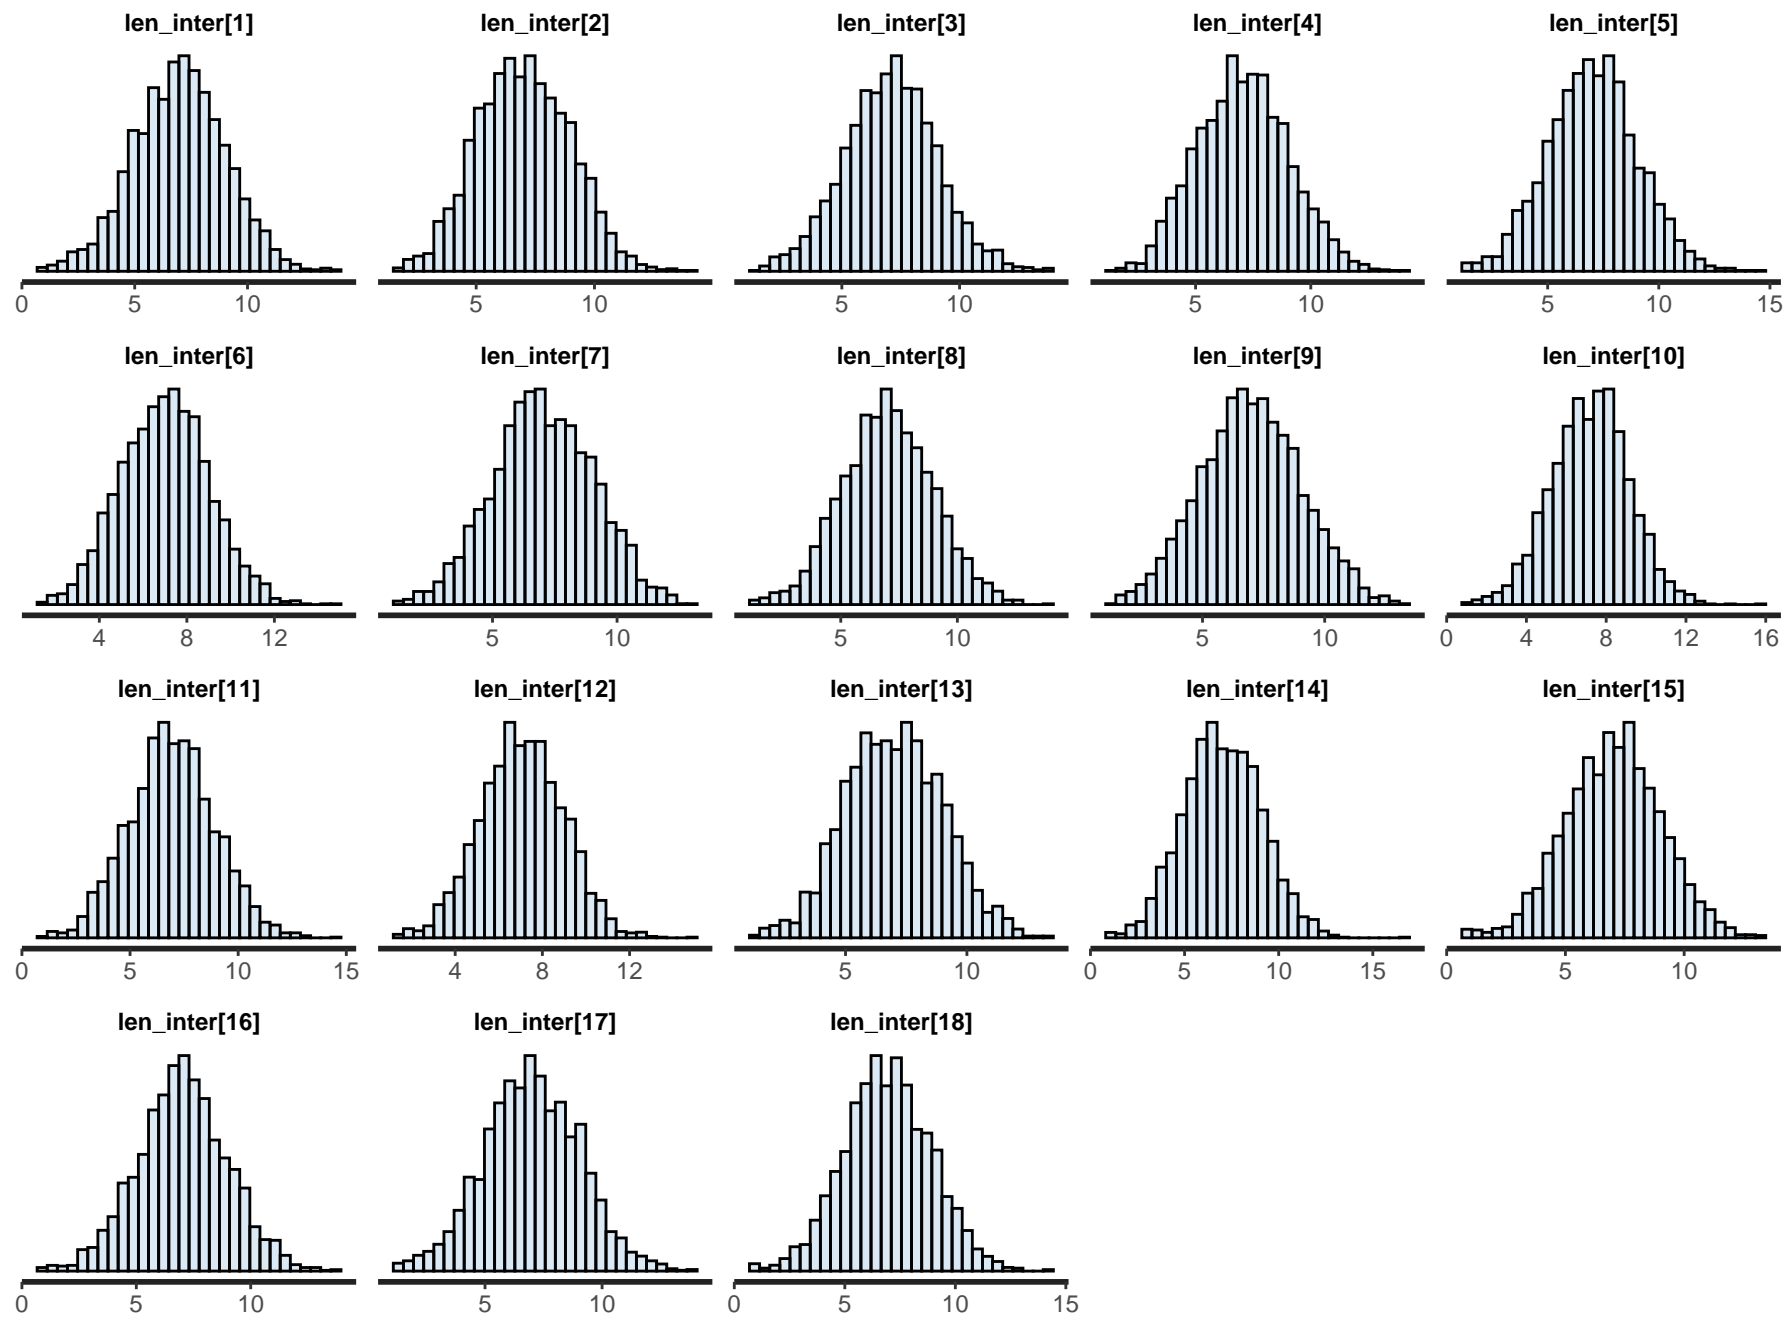 len_inter[1] len_inter[2] len_inter[3] len_inter[4] len_inter[5]
0 5 10 5 10 5 10 5 10 5 10 15
len_inter[6] len_inter[7] len_inter[8] len_inter[9] len_inter[10]
4 8 12 5 10 5 10 5 10 0 4 8 12 16
len_inter[11] len_inter[12] len_inter[13] len_inter[14] len_inter[15]
0 5 10 15 4 8 12 5 10 0 5 10 15 0 5 10
len_inter[16] len_inter[17] len_inter[18]
0 5 10 5 10 0 5 10 15